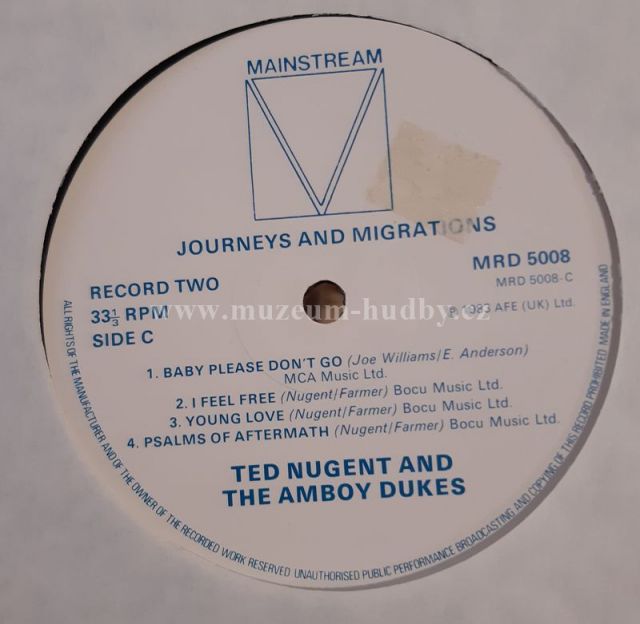 MAINSTREAM
JOURNEYS AND MIGRATIONS
RECORD TWO
33⅓ RPM
SIDE C
MRD 5008
MRD 5008-C
℗ 1983 AFE (UK) Ltd.
www.muzeum-hudby.cz
1. BABY PLEASE DON'T GO (Joe Williams/E. Anderson)
MCA Music Ltd.
2. I FEEL FREE (Nugent/Farmer) Bocu Music Ltd.
3. YOUNG LOVE (Nugent/Farmer) Bocu Music Ltd.
4. PSALMS OF AFTERMATH (Nugent/Farmer) Bocu Music Ltd.
TED NUGENT AND
THE AMBOY DUKES
ALL RIGHTS OF THE MANUFACTURER AND OF THE OWNER OF THE RECORDED WORK RESERVED UNAUTHORISED PUBLIC PERFORMANCE BROADCASTING AND COPYING OF THIS RECORD PROHIBITED MADE IN ENGLAND